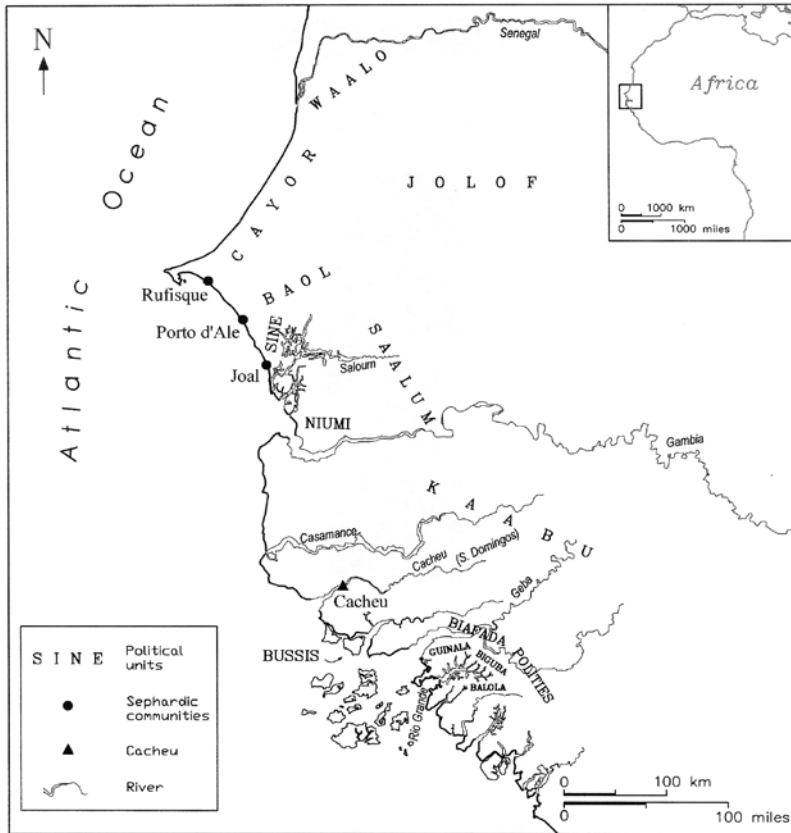 N
Atlantic Ocean
Senegal
WAALO
CAYOR
JOLOF
Africa
0 1000 km
0 1000 miles
Rufisque
BAOL
Porto d'Ale
SINE
SAALUM
Saloum
Joal
NIUMI
Gambia
KAABU
Casamance
Cacheu (S. Domingos)
Cacheu
Geba
BIAFADA POLITIES
BUSSIS
GUINALA
BIGUBA
BALOLA
Rio Grande
SINE Political units
Sephardic communities
Cacheu
River
0 100 km
0 100 miles